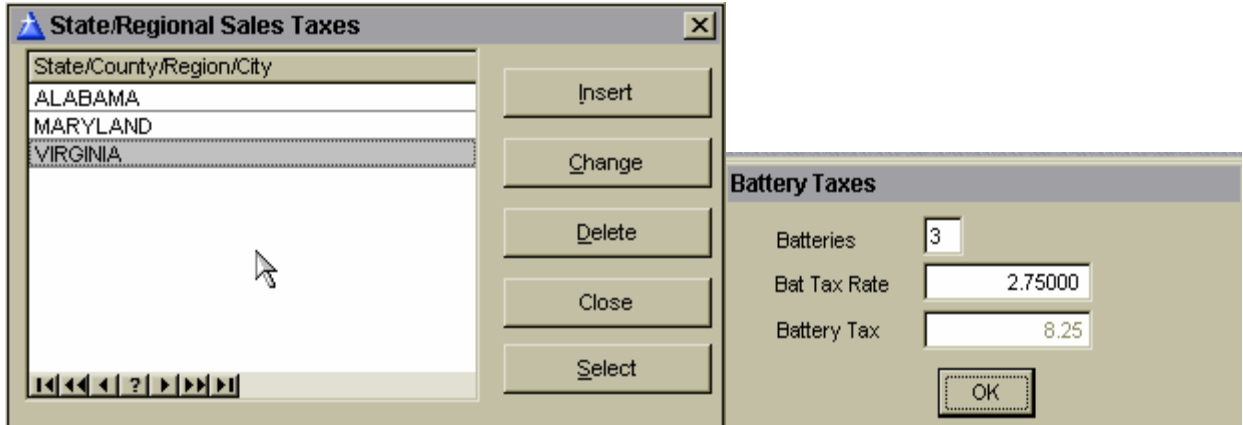 State/Regional Sales Taxes
State/County/Region/City
ALABAMA
MARYLAND
VIRGINIA
?
Insert
Change
Delete
Close
Select
Battery Taxes
Batteries 3
Bat Tax Rate 2.75000
Battery Tax 8.25
OK